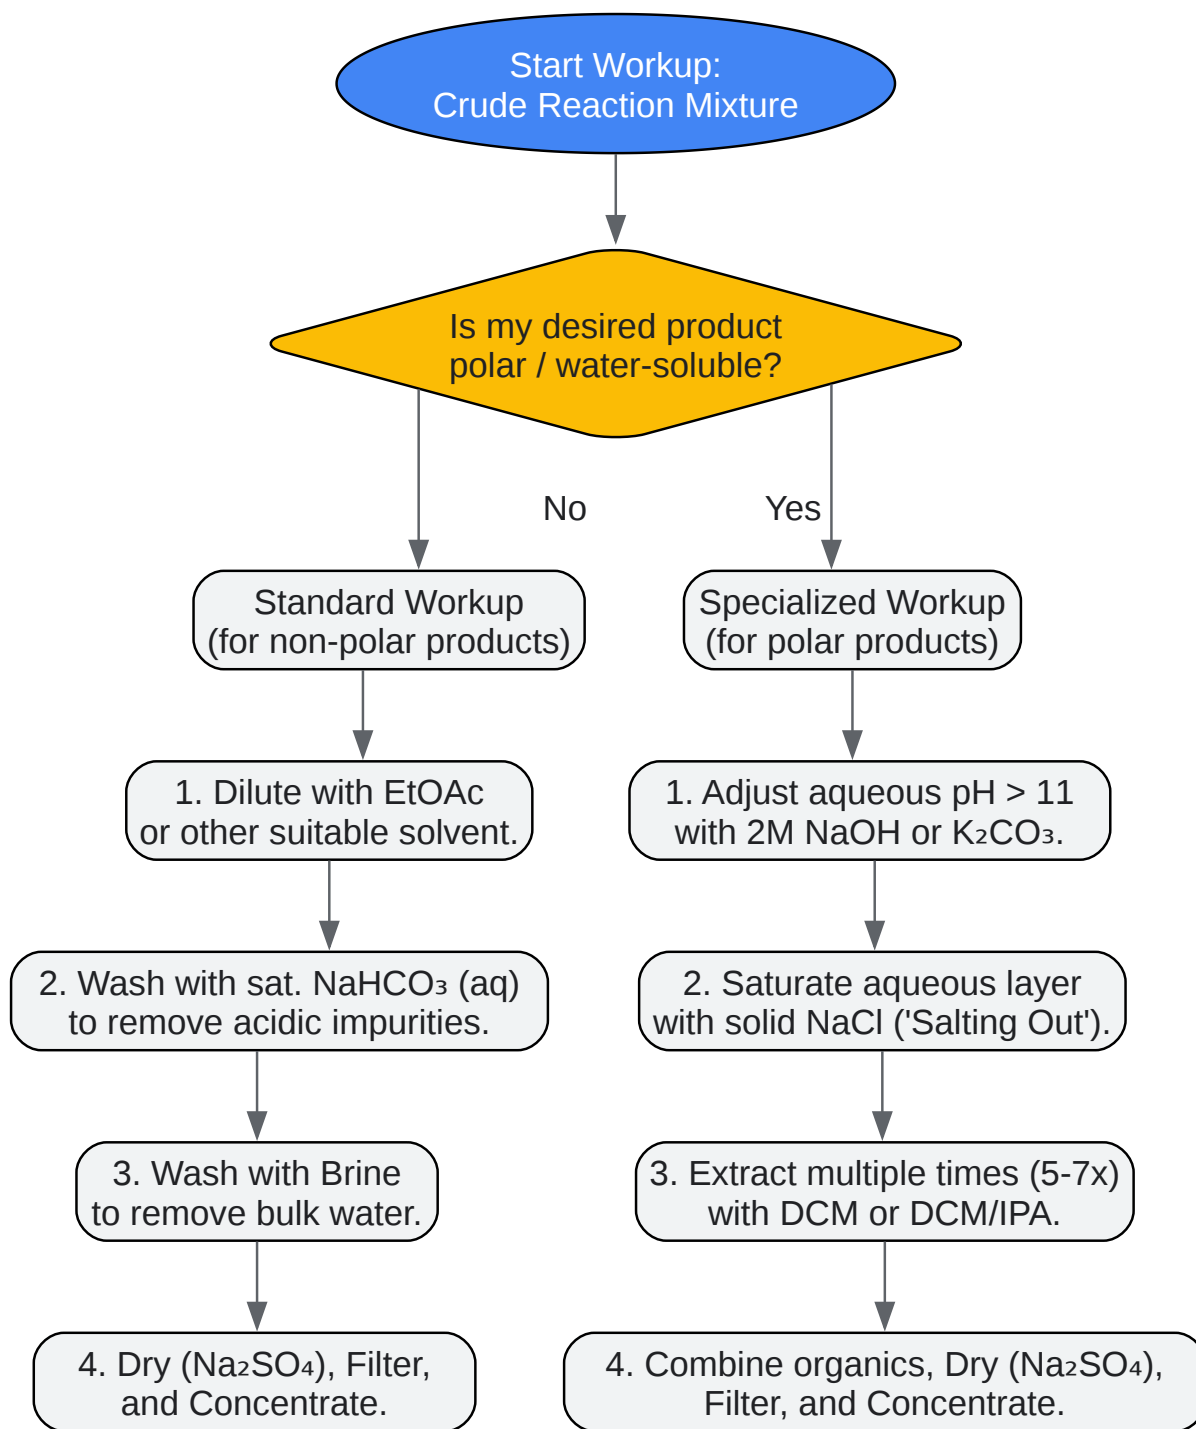 Start Workup:
Crude Reaction Mixture
Is my desired product
polar / water-soluble?
No
Yes
Standard Workup
(for non-polar products)
Specialized Workup
(for polar products)
1. Dilute with EtOAc
or other suitable solvent.
1. Adjust aqueous pH > 11
with 2M NaOH or K₂CO₃.
2. Wash with sat. NaHCO₃ (aq)
to remove acidic impurities.
2. Saturate aqueous layer
with solid NaCl ('Salting Out').
3. Wash with Brine
to remove bulk water.
3. Extract multiple times (5-7x)
with DCM or DCM/IPA.
4. Dry (Na₂SO₄), Filter,
and Concentrate.
4. Combine organics, Dry (Na₂SO₄),
Filter, and Concentrate.